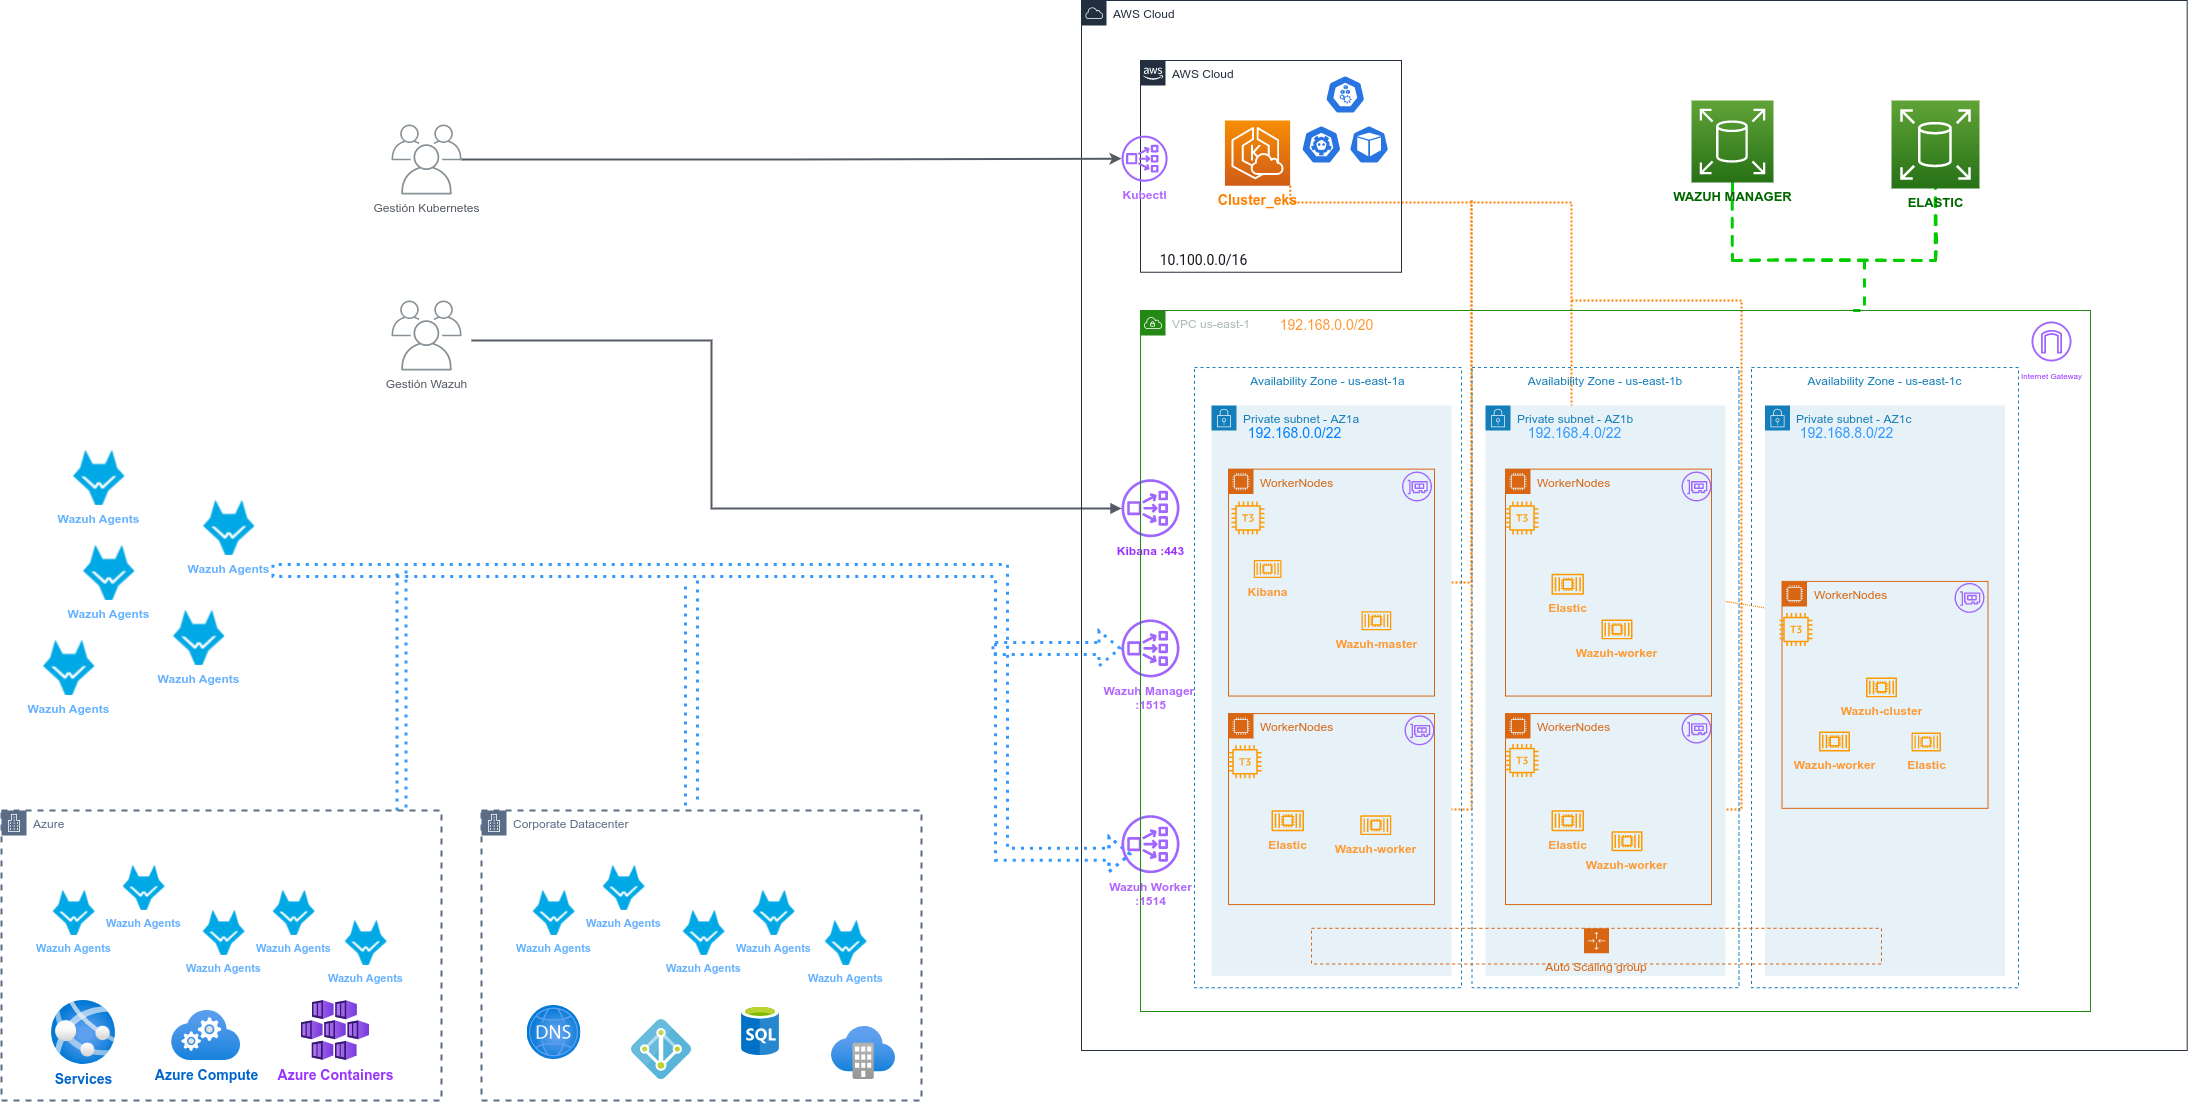 AWS Cloud
aws
AWS Cloud
Kubectl
Cluster_eks
10.100.0.0/16
WAZUH MANAGER
ELASTIC
Gestión Kubernetes
Gestión Wazuh
VPC us-east-1
192.168.0.0/20
Internet Gateway
Availability Zone - us-east-1a
Availability Zone - us-east-1b
Availability Zone - us-east-1c
Private subnet - AZ1a
192.168.0.0/22
Private subnet - AZ1b
192.168.4.0/22
Private subnet - AZ1c
192.168.8.0/22
WorkerNodes
T3
Kibana
Wazuh-master
WorkerNodes
T3
Elastic
Wazuh-worker
WorkerNodes
T3
Wazuh-cluster
Wazuh-worker
Elastic
WorkerNodes
T3
Elastic
Wazuh-worker
WorkerNodes
T3
Elastic
Wazuh-worker
Auto Scaling group
Kibana :443
Wazuh Manager
:1515
Wazuh Worker
:1514
Wazuh Agents
Wazuh Agents
Wazuh Agents
Wazuh Agents
Wazuh Agents
Azure
Wazuh Agents
Wazuh Agents
Wazuh Agents
Wazuh Agents
Wazuh Agents
Services
Azure Compute
Azure Containers
Corporate Datacenter
Wazuh Agents
Wazuh Agents
Wazuh Agents
Wazuh Agents
Wazuh Agents
DNS
SQL